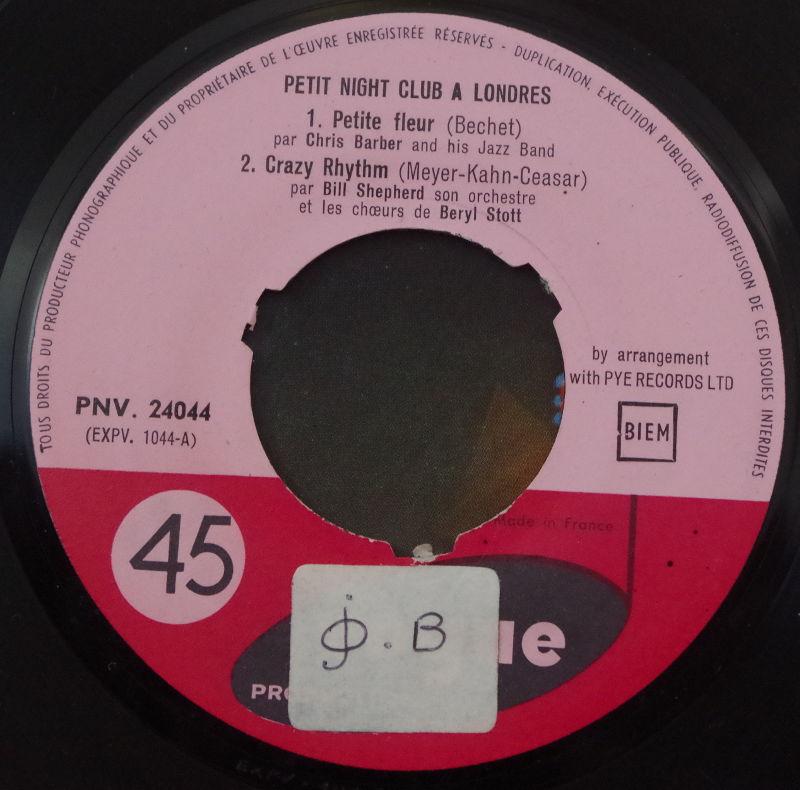 TOUS DROITS DU PRODUCTEUR PHONOGRAPHIQUE ET DU PROPRIÉTAIRE DE L'ŒUVRE ENREGISTRÉE RÉSERVÉS - DUPLICATION, EXÉCUTION PUBLIQUE, RADIODIFFUSION DE CES DISQUES INTERDITES
PETIT NIGHT CLUB A LONDRES
1. Petite fleur (Bechet)
par Chris Barber and his Jazz Band
2. Crazy Rhythm (Meyer-Kahn-Ceasar)
par Bill Shepherd son orchestre
et les chœurs de Beryl Stott
by arrangement
with PYE RECORDS LTD
PNV. 24044
(EXPV. 1044-A)
BIEM
45
Made in France
. B